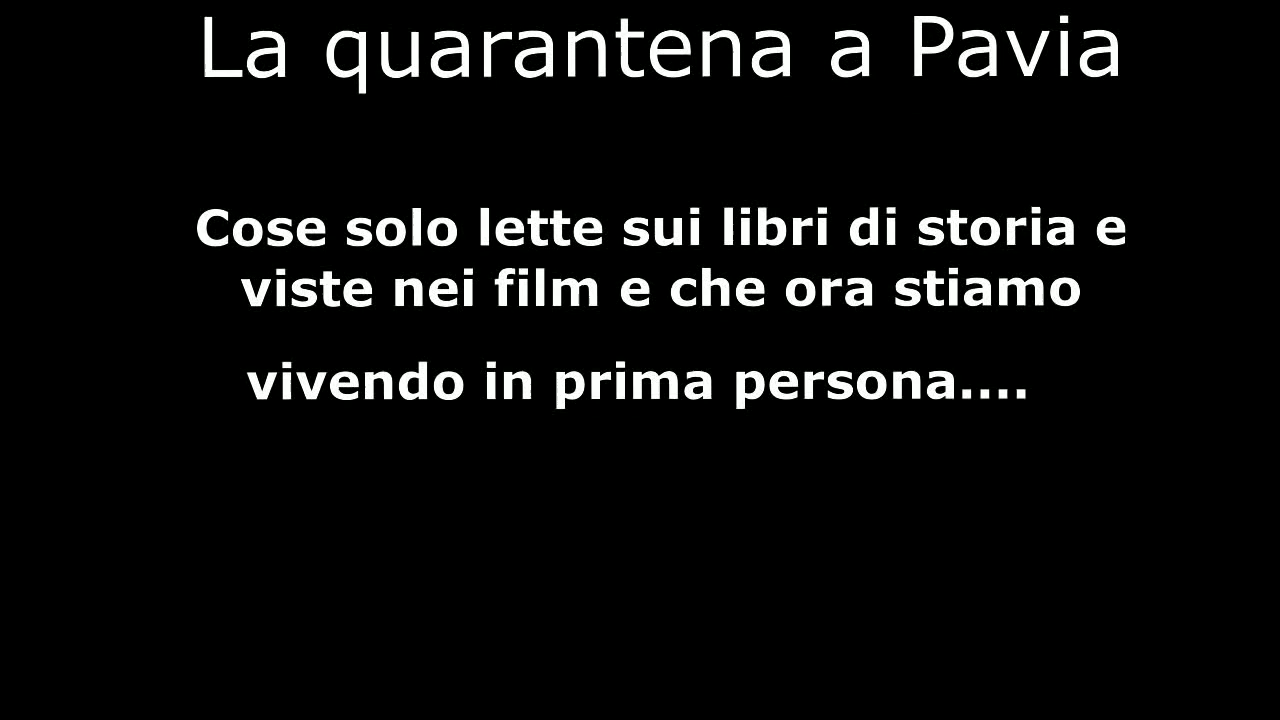 La quarantena a Pavia
Cose solo lette sui libri di storia e
viste nei film e che ora stiamo
vivendo in prima persona....